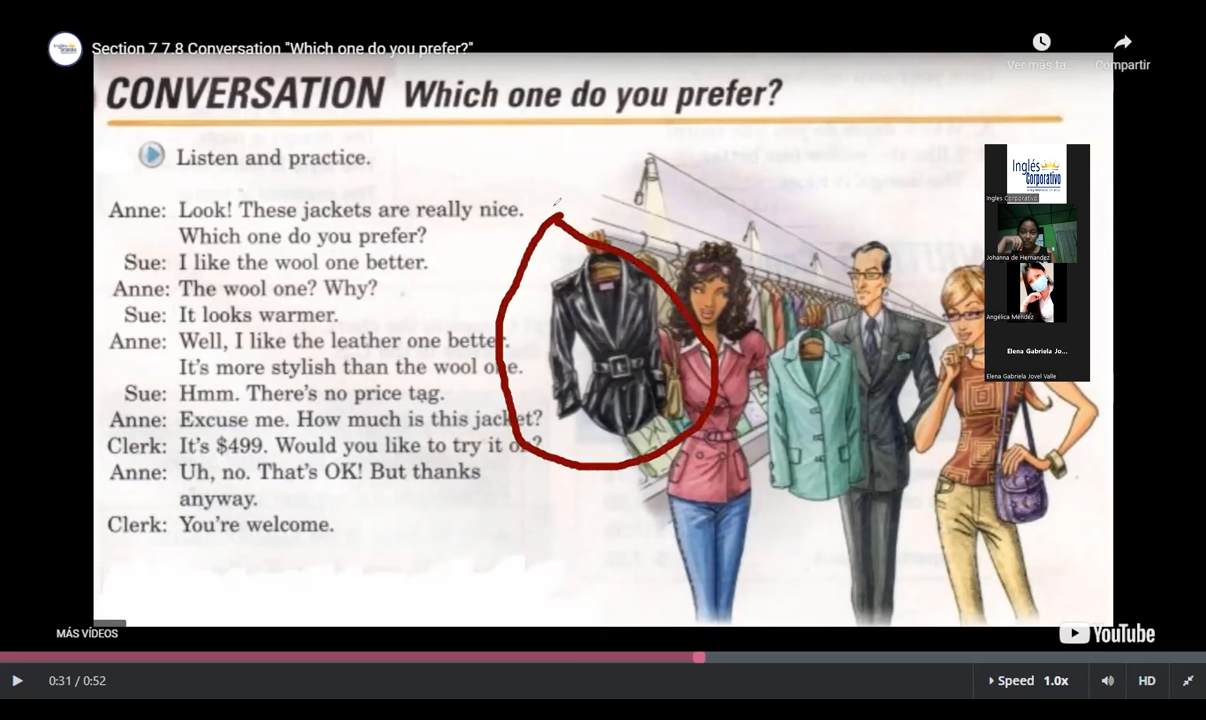 Section 7 7.8 Conversation "Which one do you prefer?"
Ver más ta
Compartir
CONVERSATION Which one do you prefer?
Listen and practice.
Anne: Look! These jackets are really nice.
Which one do you prefer?
Sue: I like the wool one better.
Anne: The wool one? Why?
Sue: It looks warmer.
Anne: Well, I like the leather one better.
It's more stylish than the wool one.
Sue: Hmm. There's no price tag.
Anne: Excuse me. How much is this jacket?
Clerk: It's $499. Would you like to try it on?
Anne: Uh, no. That's OK! But thanks
anyway.
Clerk: You're welcome.
Inglés
Corporativo
Ingles Corporativo
Johanna de Hernandez
Angélica Méndez
Elena Gabriela Jo...
Elena Gabriela Jovel Valle
MÁS VÍDEOS
YouTube
0:31 / 0:52
Speed 1.0x
HD